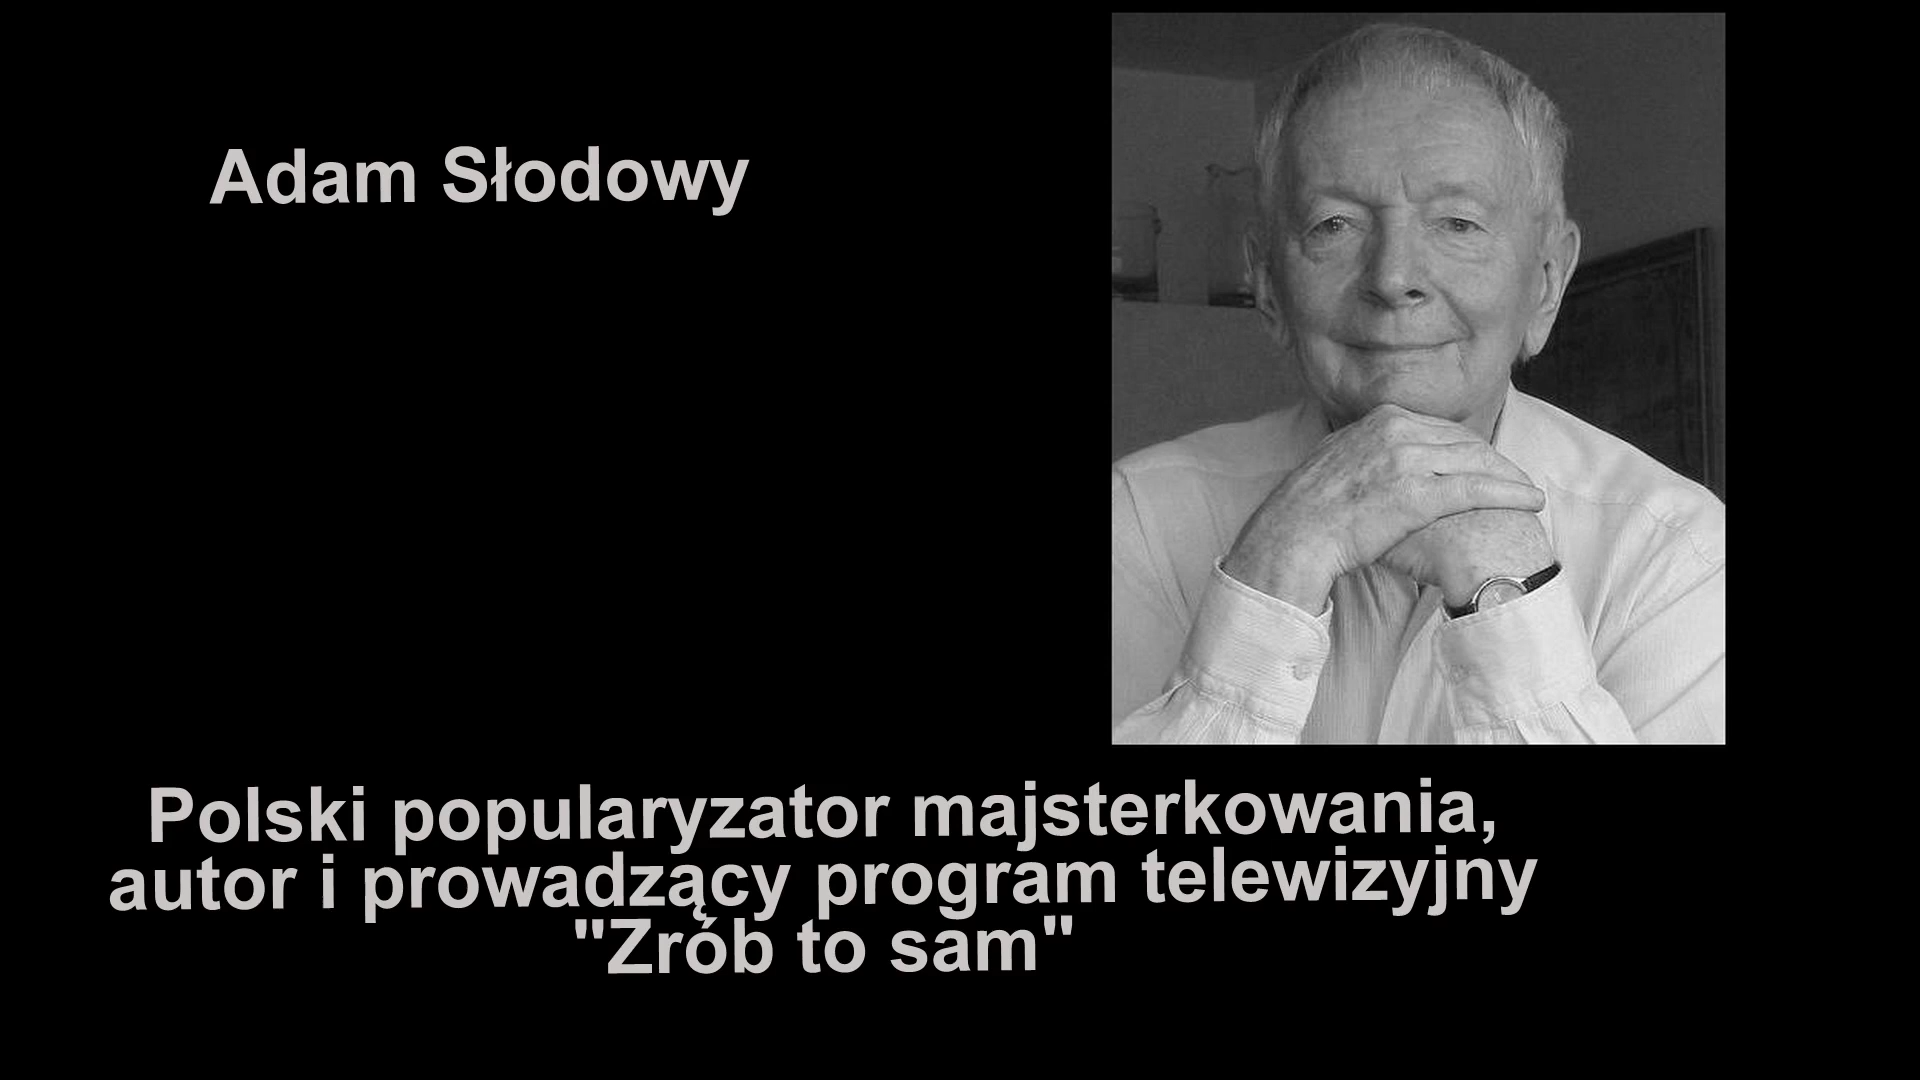 Adam Słodowy
Polski popularyzator majsterkowania,
autor i prowadzący program telewizyjny
"Zrób to sam"